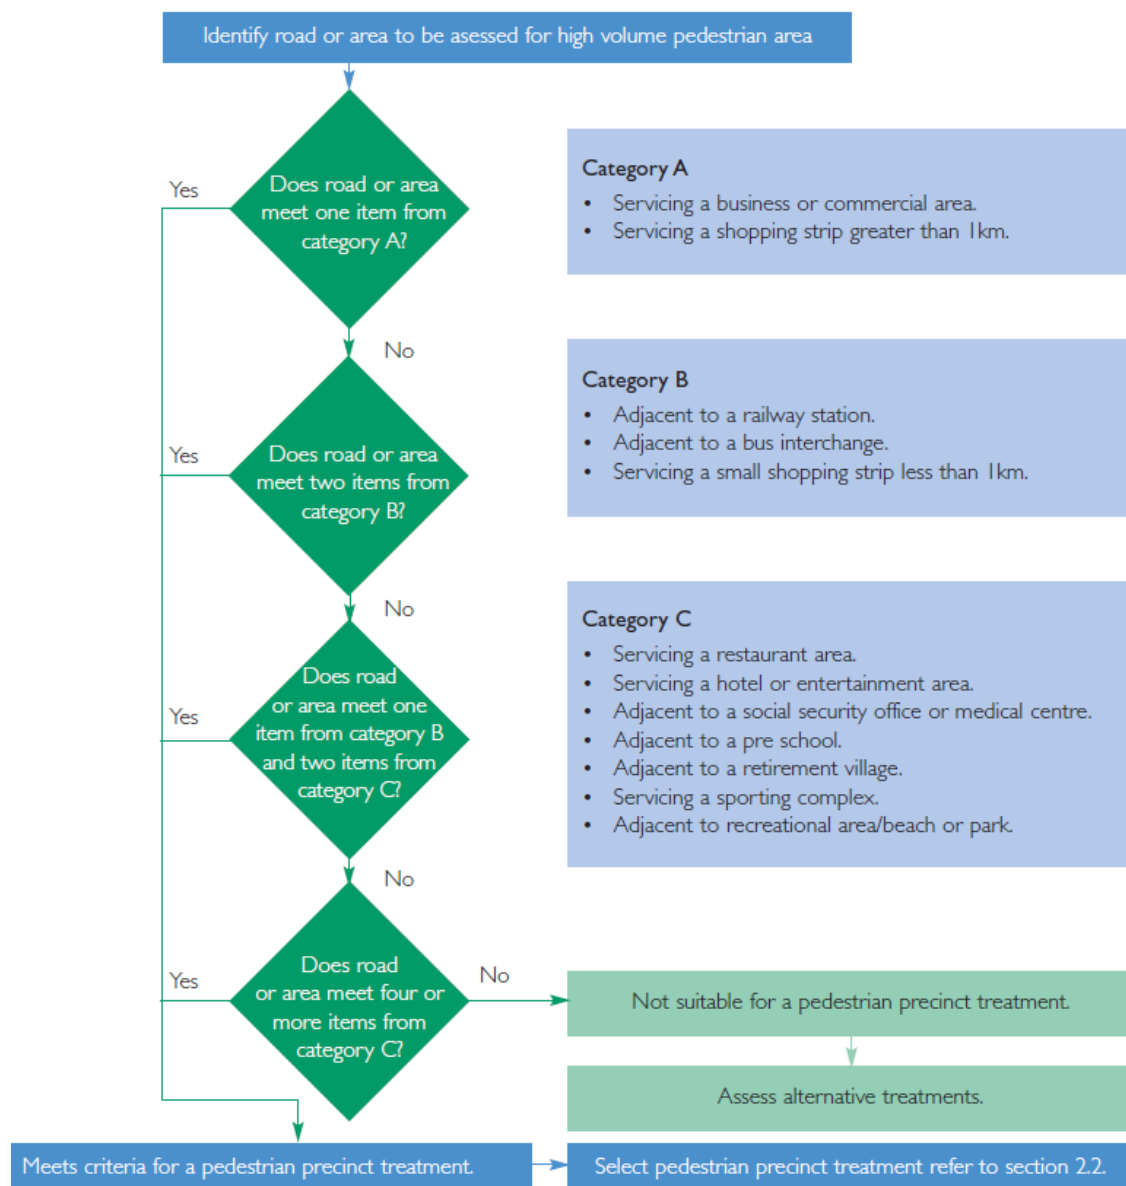 Identify road or area to be asessed for high volume pedestrian area
Yes
Does road or area
meet one item from
category A?
No
Category A
• Servicing a business or commercial area.
• Servicing a shopping strip greater than 1km.
Yes
Does road or area
meet two items from
category B?
No
Category B
• Adjacent to a railway station.
• Adjacent to a bus interchange.
• Servicing a small shopping strip less than 1km.
Yes
Does road
or area meet one
item from category B
and two items from
category C?
No
Category C
• Servicing a restaurant area.
• Servicing a hotel or entertainment area.
• Adjacent to a social security office or medical centre.
• Adjacent to a pre school.
• Adjacent to a retirement village.
• Servicing a sporting complex.
• Adjacent to recreational area/beach or park.
Yes
Does road
or area meet four or
more items from
category C?
No
Not suitable for a pedestrian precinct treatment.
Assess alternative treatments.
Meets criteria for a pedestrian precinct treatment.
Select pedestrian precinct treatment refer to section 2.2.